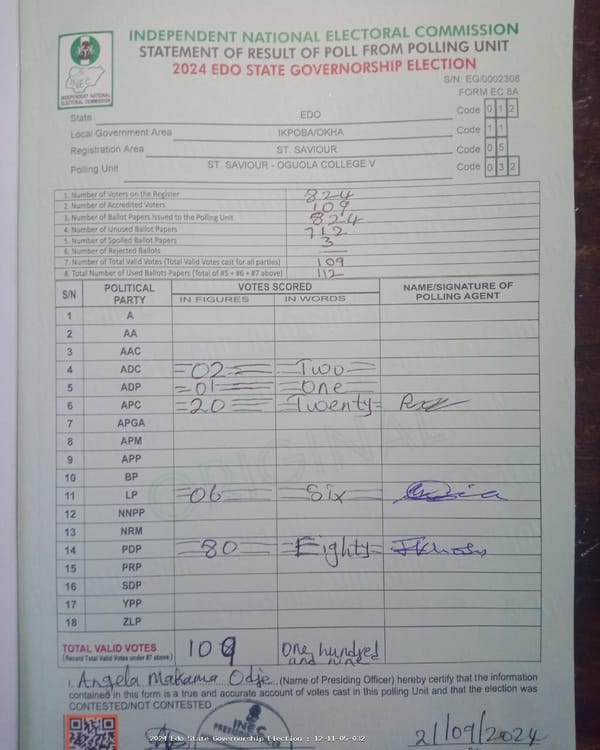 INDEPENDENT NATIONAL ELECTORAL COMMISSION
STATEMENT OF RESULT OF POLL FROM POLLING UNIT
2024 EDO STATE GOVERNORSHIP ELECTION
INEC
INDEPENDENT NATIONAL ELECTORAL COMMISSION
S/N: EG/0002306
FORM EC 8A
State EDO Code 0 1 2
Local Government Area IKPOBA/OKHA Code 1 1
Registration Area ST. SAVIOUR Code 0 5
Polling Unit ST. SAVIOUR - OGUOLA COLLEGE V Code 0 3 2
1. Number of Voters on the Register 824
2. Number of Accredited Voters 109
3. Number of Ballot Papers Issued to the Polling Unit 824
4. Number of Unused Ballot Papers 712
5. Number of Spoiled Ballot Papers 3
6. Number of Rejected Ballots —
7. Number of Total Valid Votes (Total Valid Votes cast for all parties) 109
8. Total Number of Used Ballots Papers (Total of #5 + #6 + #7 above) 112
S/N POLITICAL PARTY VOTES SCORED NAME/SIGNATURE OF POLLING AGENT
IN FIGURES IN WORDS
1 A
2 AA
3 AAC
4 ADC =02= =Two=
5 ADP =01= =one=
6 APC =20= =Twenty=
7 APGA
8 APM
9 APP
10 BP
11 LP =06= =Six=
12 NNPP
13 NRM
14 PDP =80= =Eighty=
15 PRP
16 SDP
17 YPP
18 ZLP
ORIGINAL
TOTAL VALID VOTES 109 One hundred and nine
(Record Total Valid Votes under #7 above)
I, Angela Makama Odje (Name of Presiding Officer) hereby certify that the information
contained in this form is a true and accurate account of votes cast in this polling Unit and that the election was
CONTESTED/NOT CONTESTED
INEC
21/09/2024
2024 Edo State Governorship Election : 12-11-05-032